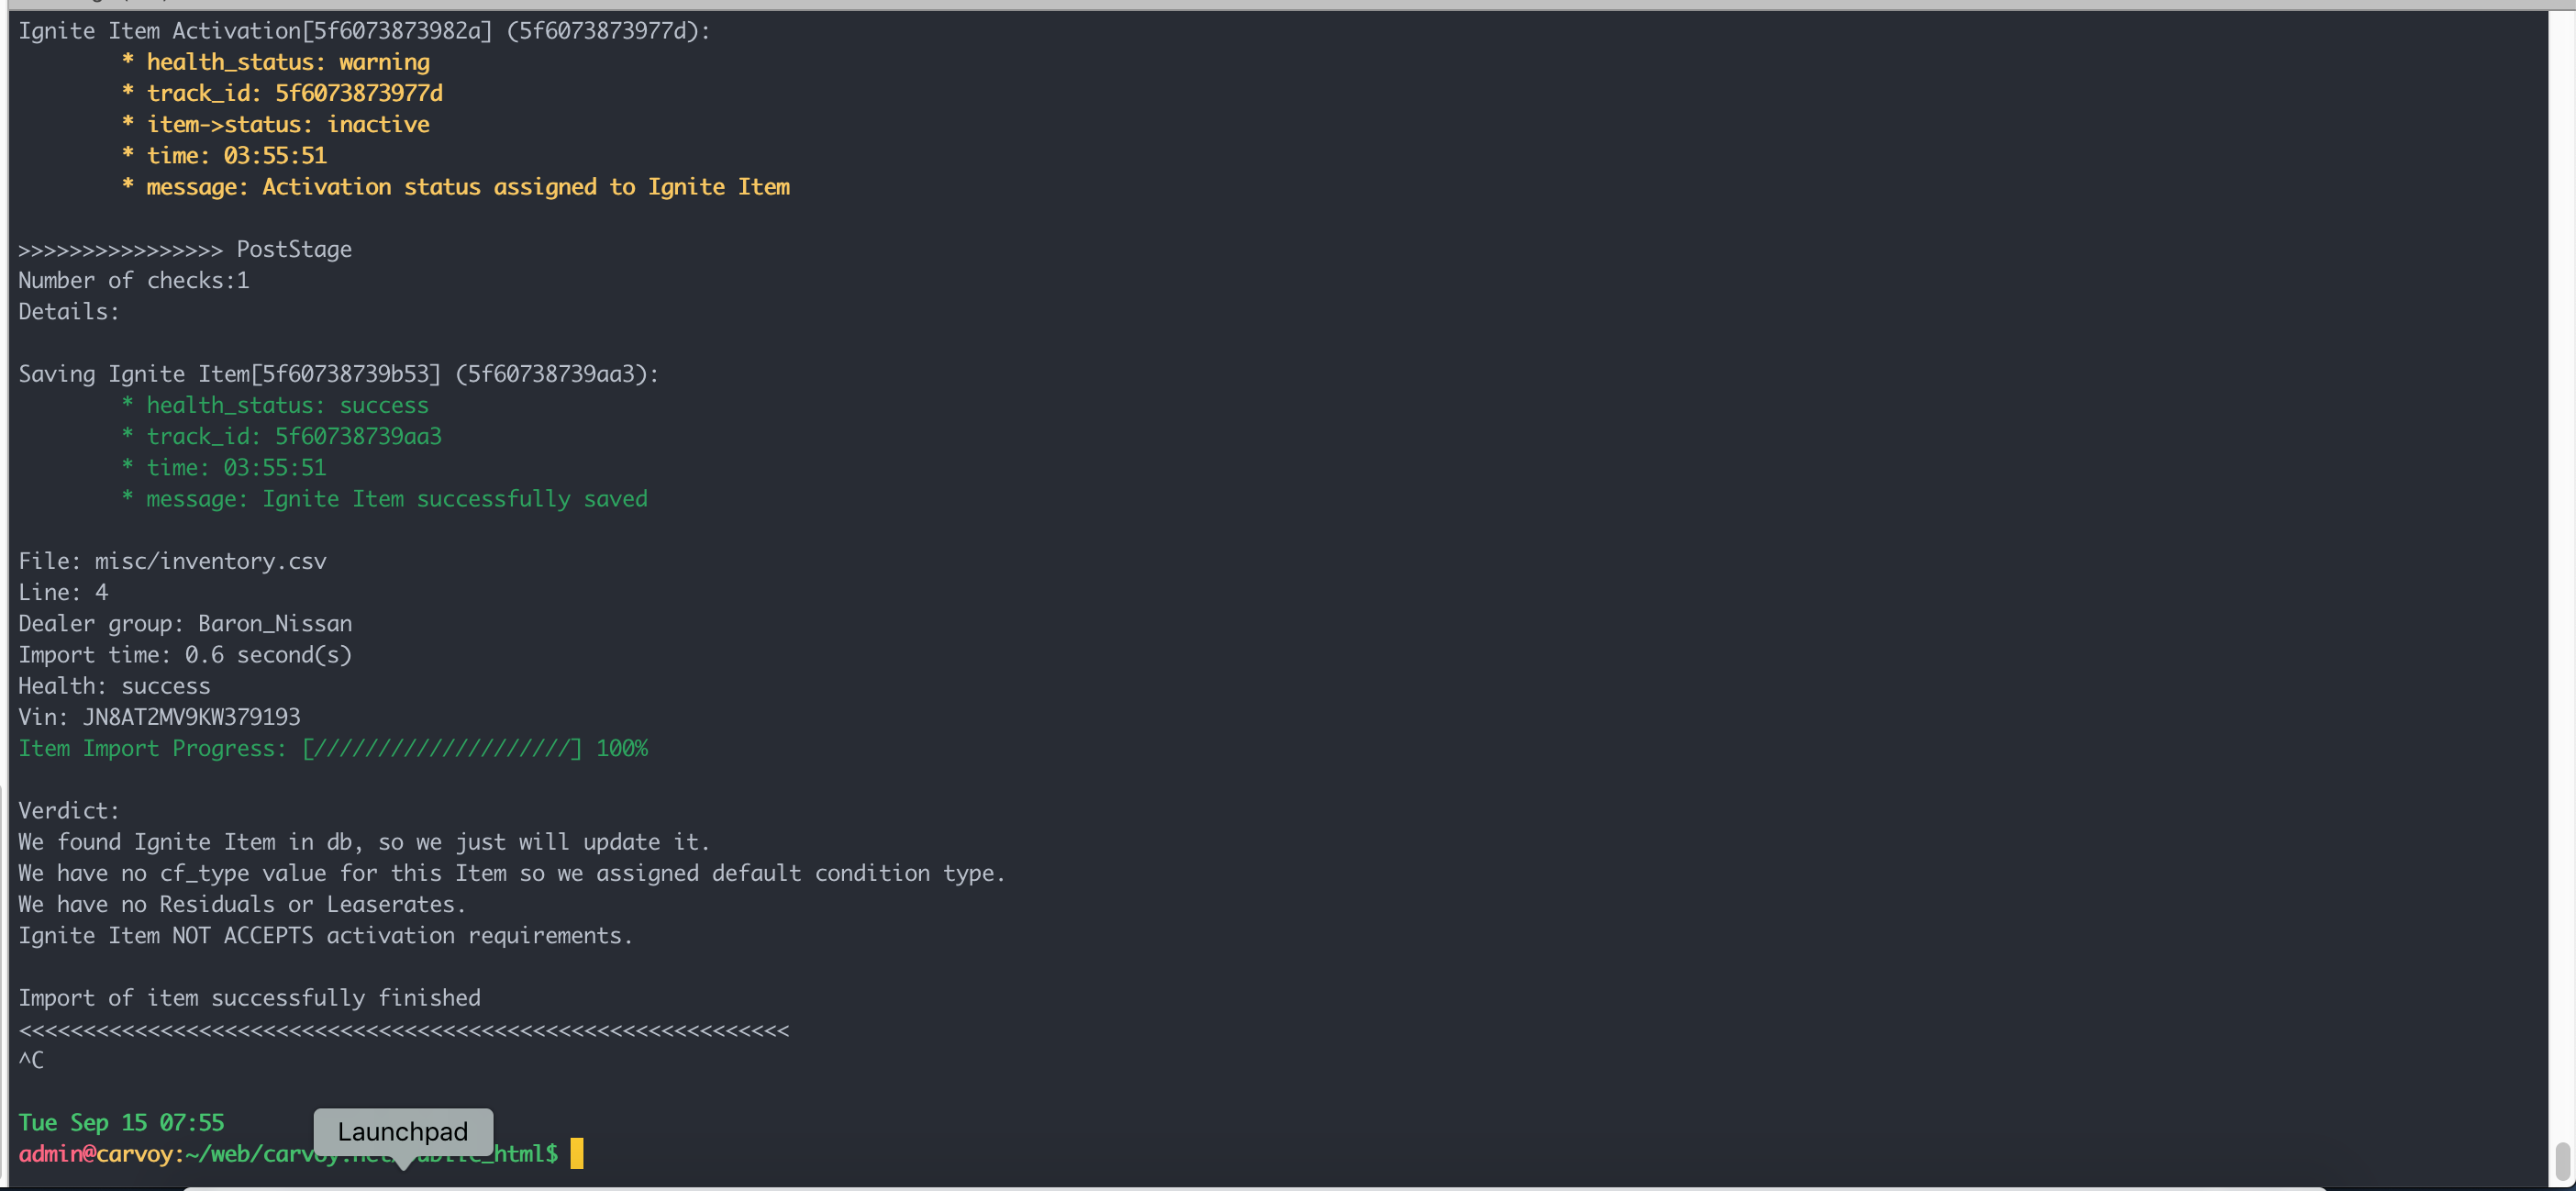 Ignite Item Activation[5f6073873982a] (5f6073873977d):
* health_status: warning
* track_id: 5f6073873977d
* item->status: inactive
* time: 03:55:51
* message: Activation status assigned to Ignite Item
>>>>>>>>>>>>>>>> PostStage
Number of checks:1
Details:
Saving Ignite Item[5f60738739b53] (5f60738739aa3):
* health_status: success
* track_id: 5f60738739aa3
* time: 03:55:51
* message: Ignite Item successfully saved
File: misc/inventory.csv
Line: 4
Dealer group: Baron_Nissan
Import time: 0.6 second(s)
Health: success
Vin: JN8AT2MV9KW379193
Item Import Progress: [////////////////////] 100%
Verdict:
We found Ignite Item in db, so we just will update it.
We have no cf_type value for this Item so we assigned default condition type.
We have no Residuals or Leaserates.
Ignite Item NOT ACCEPTS activation requirements.
Import of item successfully finished
<<<<<<<<<<<<<<<<<<<<<<<<<<<<<<<<<<<<<<<<<<<<<<<<<<<<<<<<<<<<
^C
Tue Sep 15 07:55
Launchpad
admin@carvoy:~/web/carvoy.net/public_html$